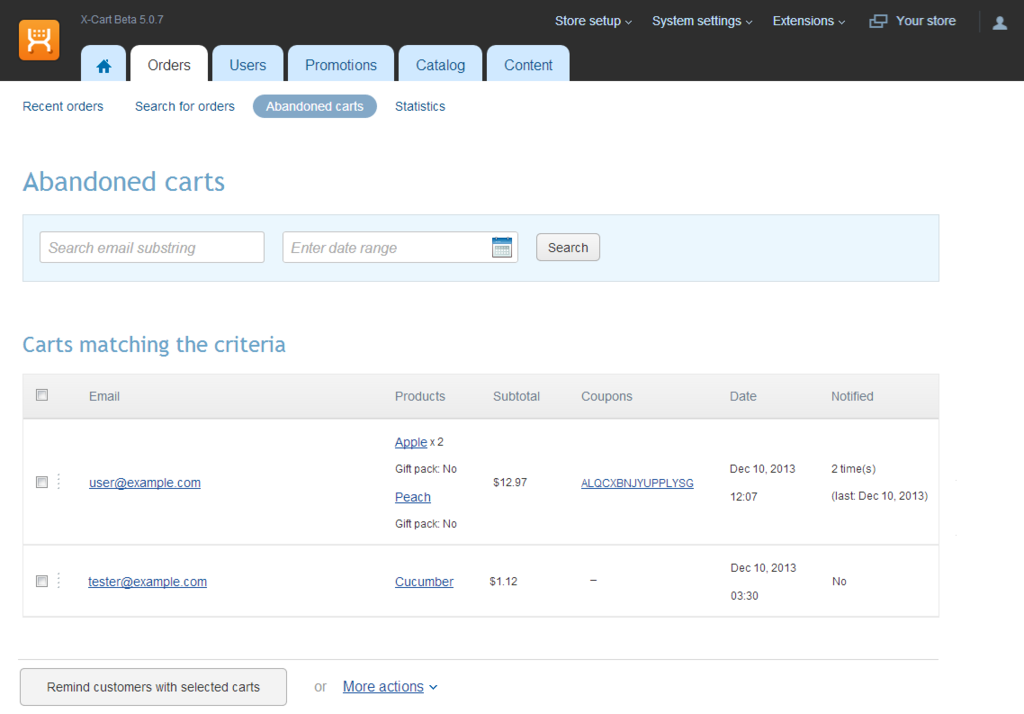 X-Cart Beta 5.0.7
Store setup
System settings
Extensions
Your store
Orders
Users
Promotions
Catalog
Content
Recent orders
Search for orders
Abandoned carts
Statistics
Abandoned carts
Search email substring
Enter date range
Search
Carts matching the criteria
Email
Products
Subtotal
Coupons
Date
Notified
user@example.com
Apple x 2
Gift pack: No
Peach
Gift pack: No
$12.97
ALQCXBNJYUPPLYSG
Dec 10, 2013
12:07
2 time(s)
(last: Dec 10, 2013)
tester@example.com
Cucumber
$1.12
–
Dec 10, 2013
03:30
No
Remind customers with selected carts
or
More actions